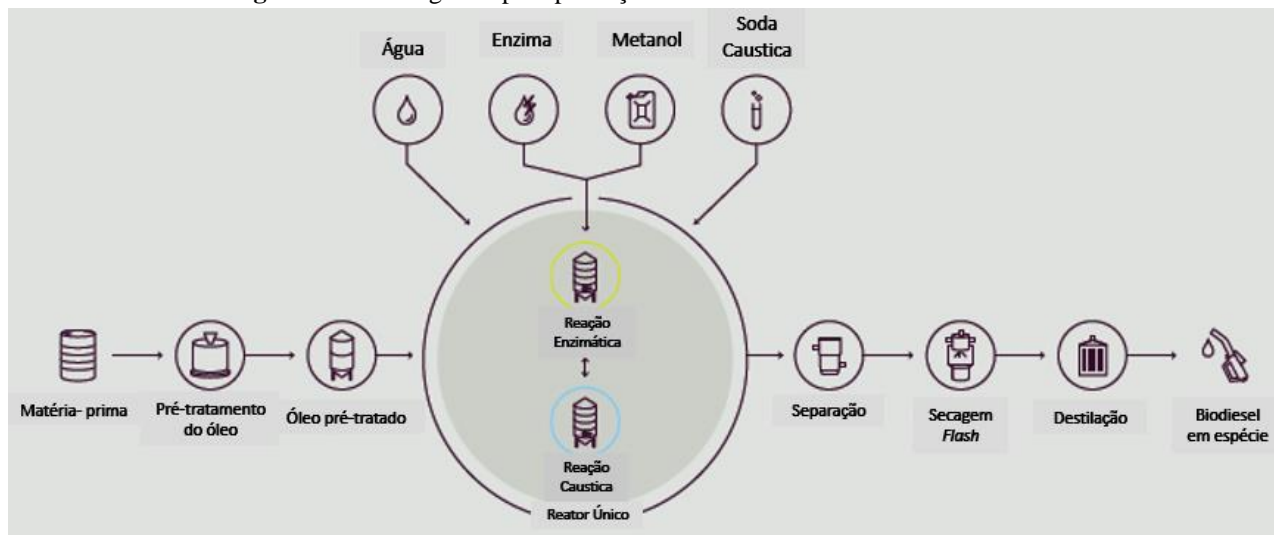 Água
Enzima
Metanol
Soda
Caustica
Reação
Enzimática
Matéria- prima
Pré-tratamento
do óleo
Óleo pré-tratado
Reação
Caustica
Reator Único
Separação
Secagem
Flash
Destilação
Biodiesel
em espécie